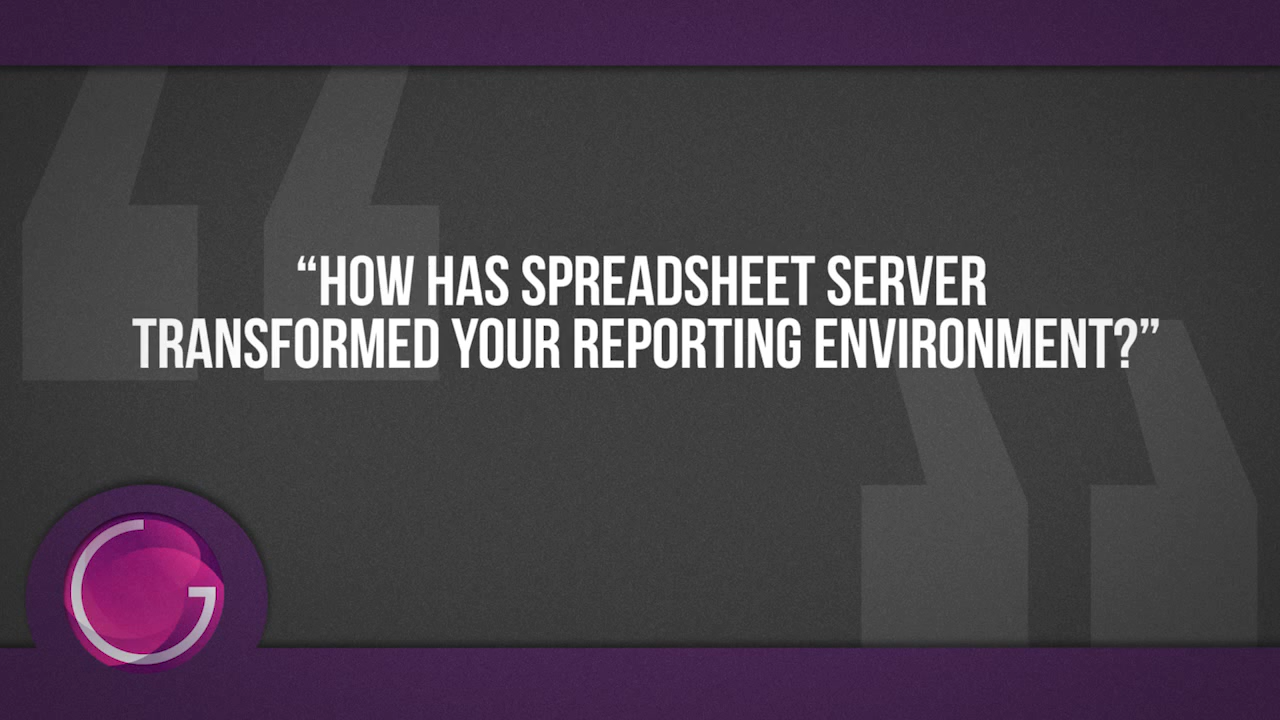 “HOW HAS SPREADSHEET SERVER
TRANSFORMED YOUR REPORTING ENVIRONMENT?”